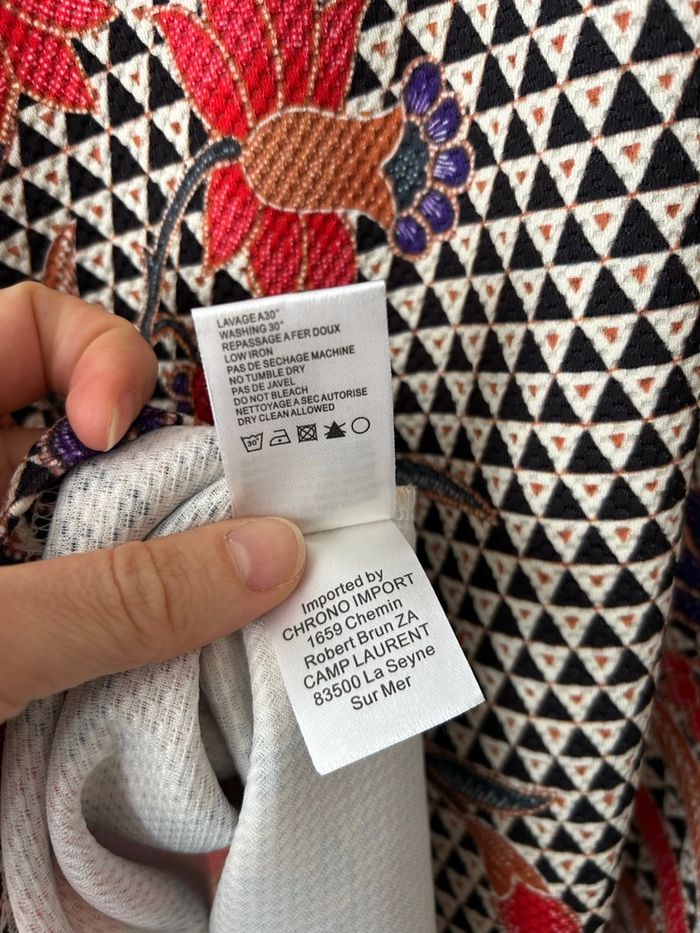 LAVAGE A30°
WASHING 30°
REPASSAGE A FER DOUX
LOW IRON
PAS DE SECHAGE MACHINE
NO TUMBLE DRY
PAS DE JAVEL
DO NOT BLEACH
NETTOYAGE A SEC AUTORISE
DRY CLEAN ALLOWED
30°
Imported by
CHRONO IMPORT
1659 Chemin
Robert Brun ZA
CAMP LAURENT
83500 La Seyne
Sur Mer